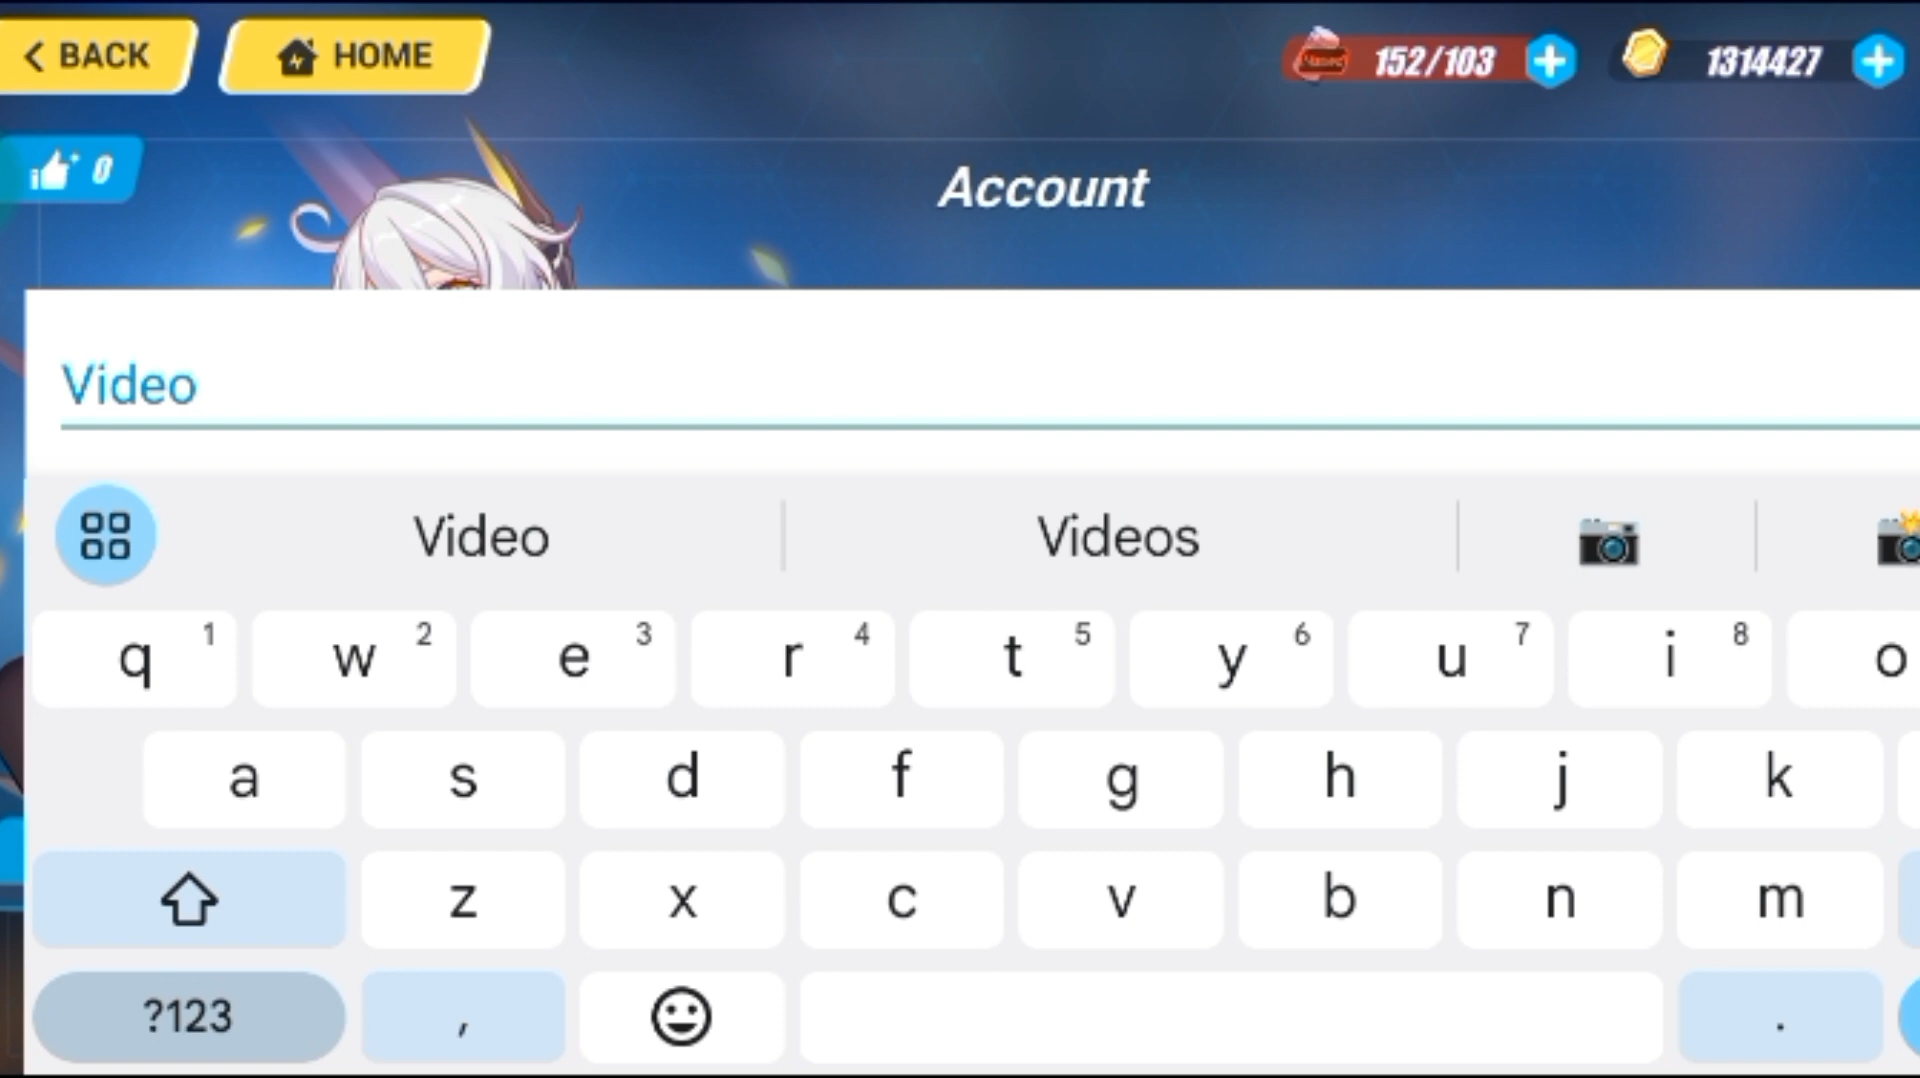 BACK
HOME
152/103
1314427
0
Account
Video
Video
Videos
q 1 w 2 e 3 r 4 t 5 y 6 u 7 i 8 o
a s d f g h j k
z x c v b n m
?123 , .